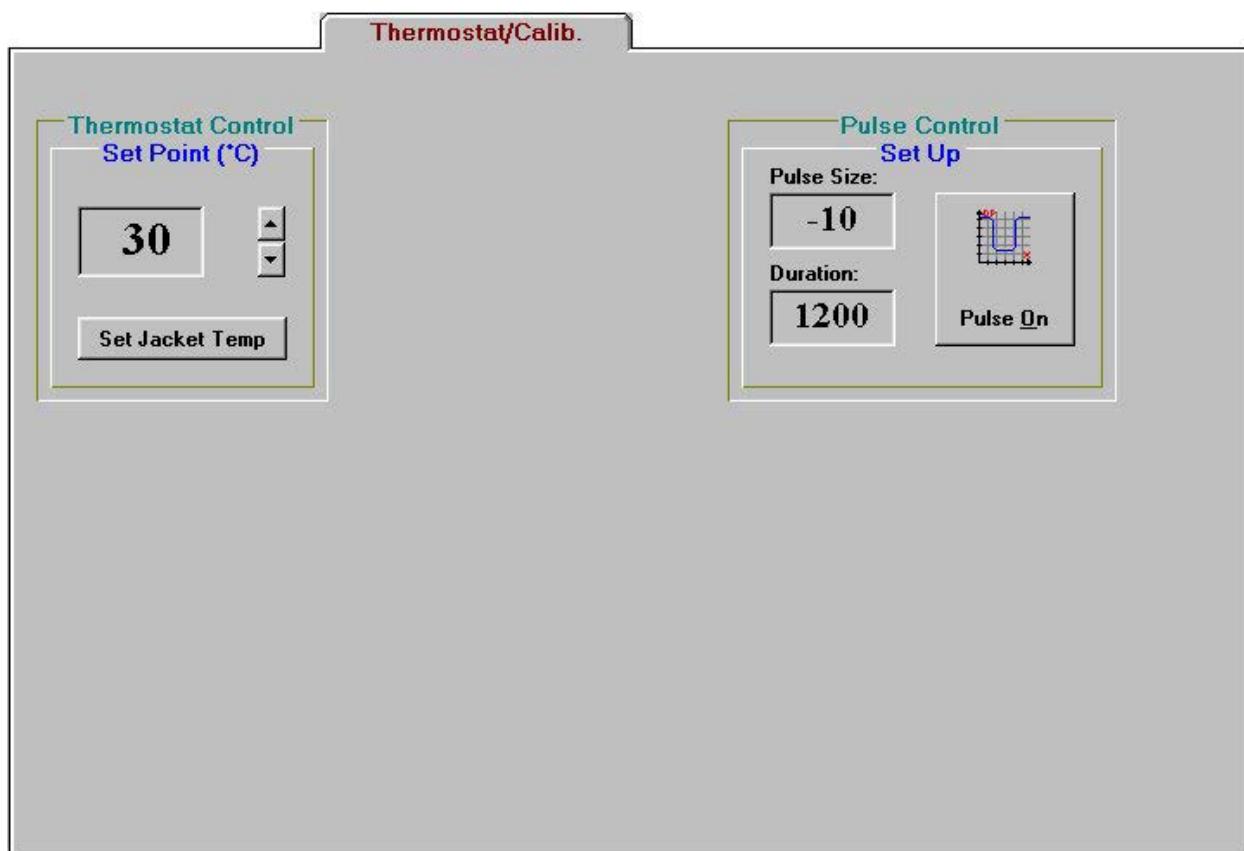 Thermostat/Calib.
Thermostat Control
Set Point (°C)
30
Set Jacket Temp
Pulse Control
Set Up
Pulse Size:
-10
Duration:
1200
DP
X
Pulse On